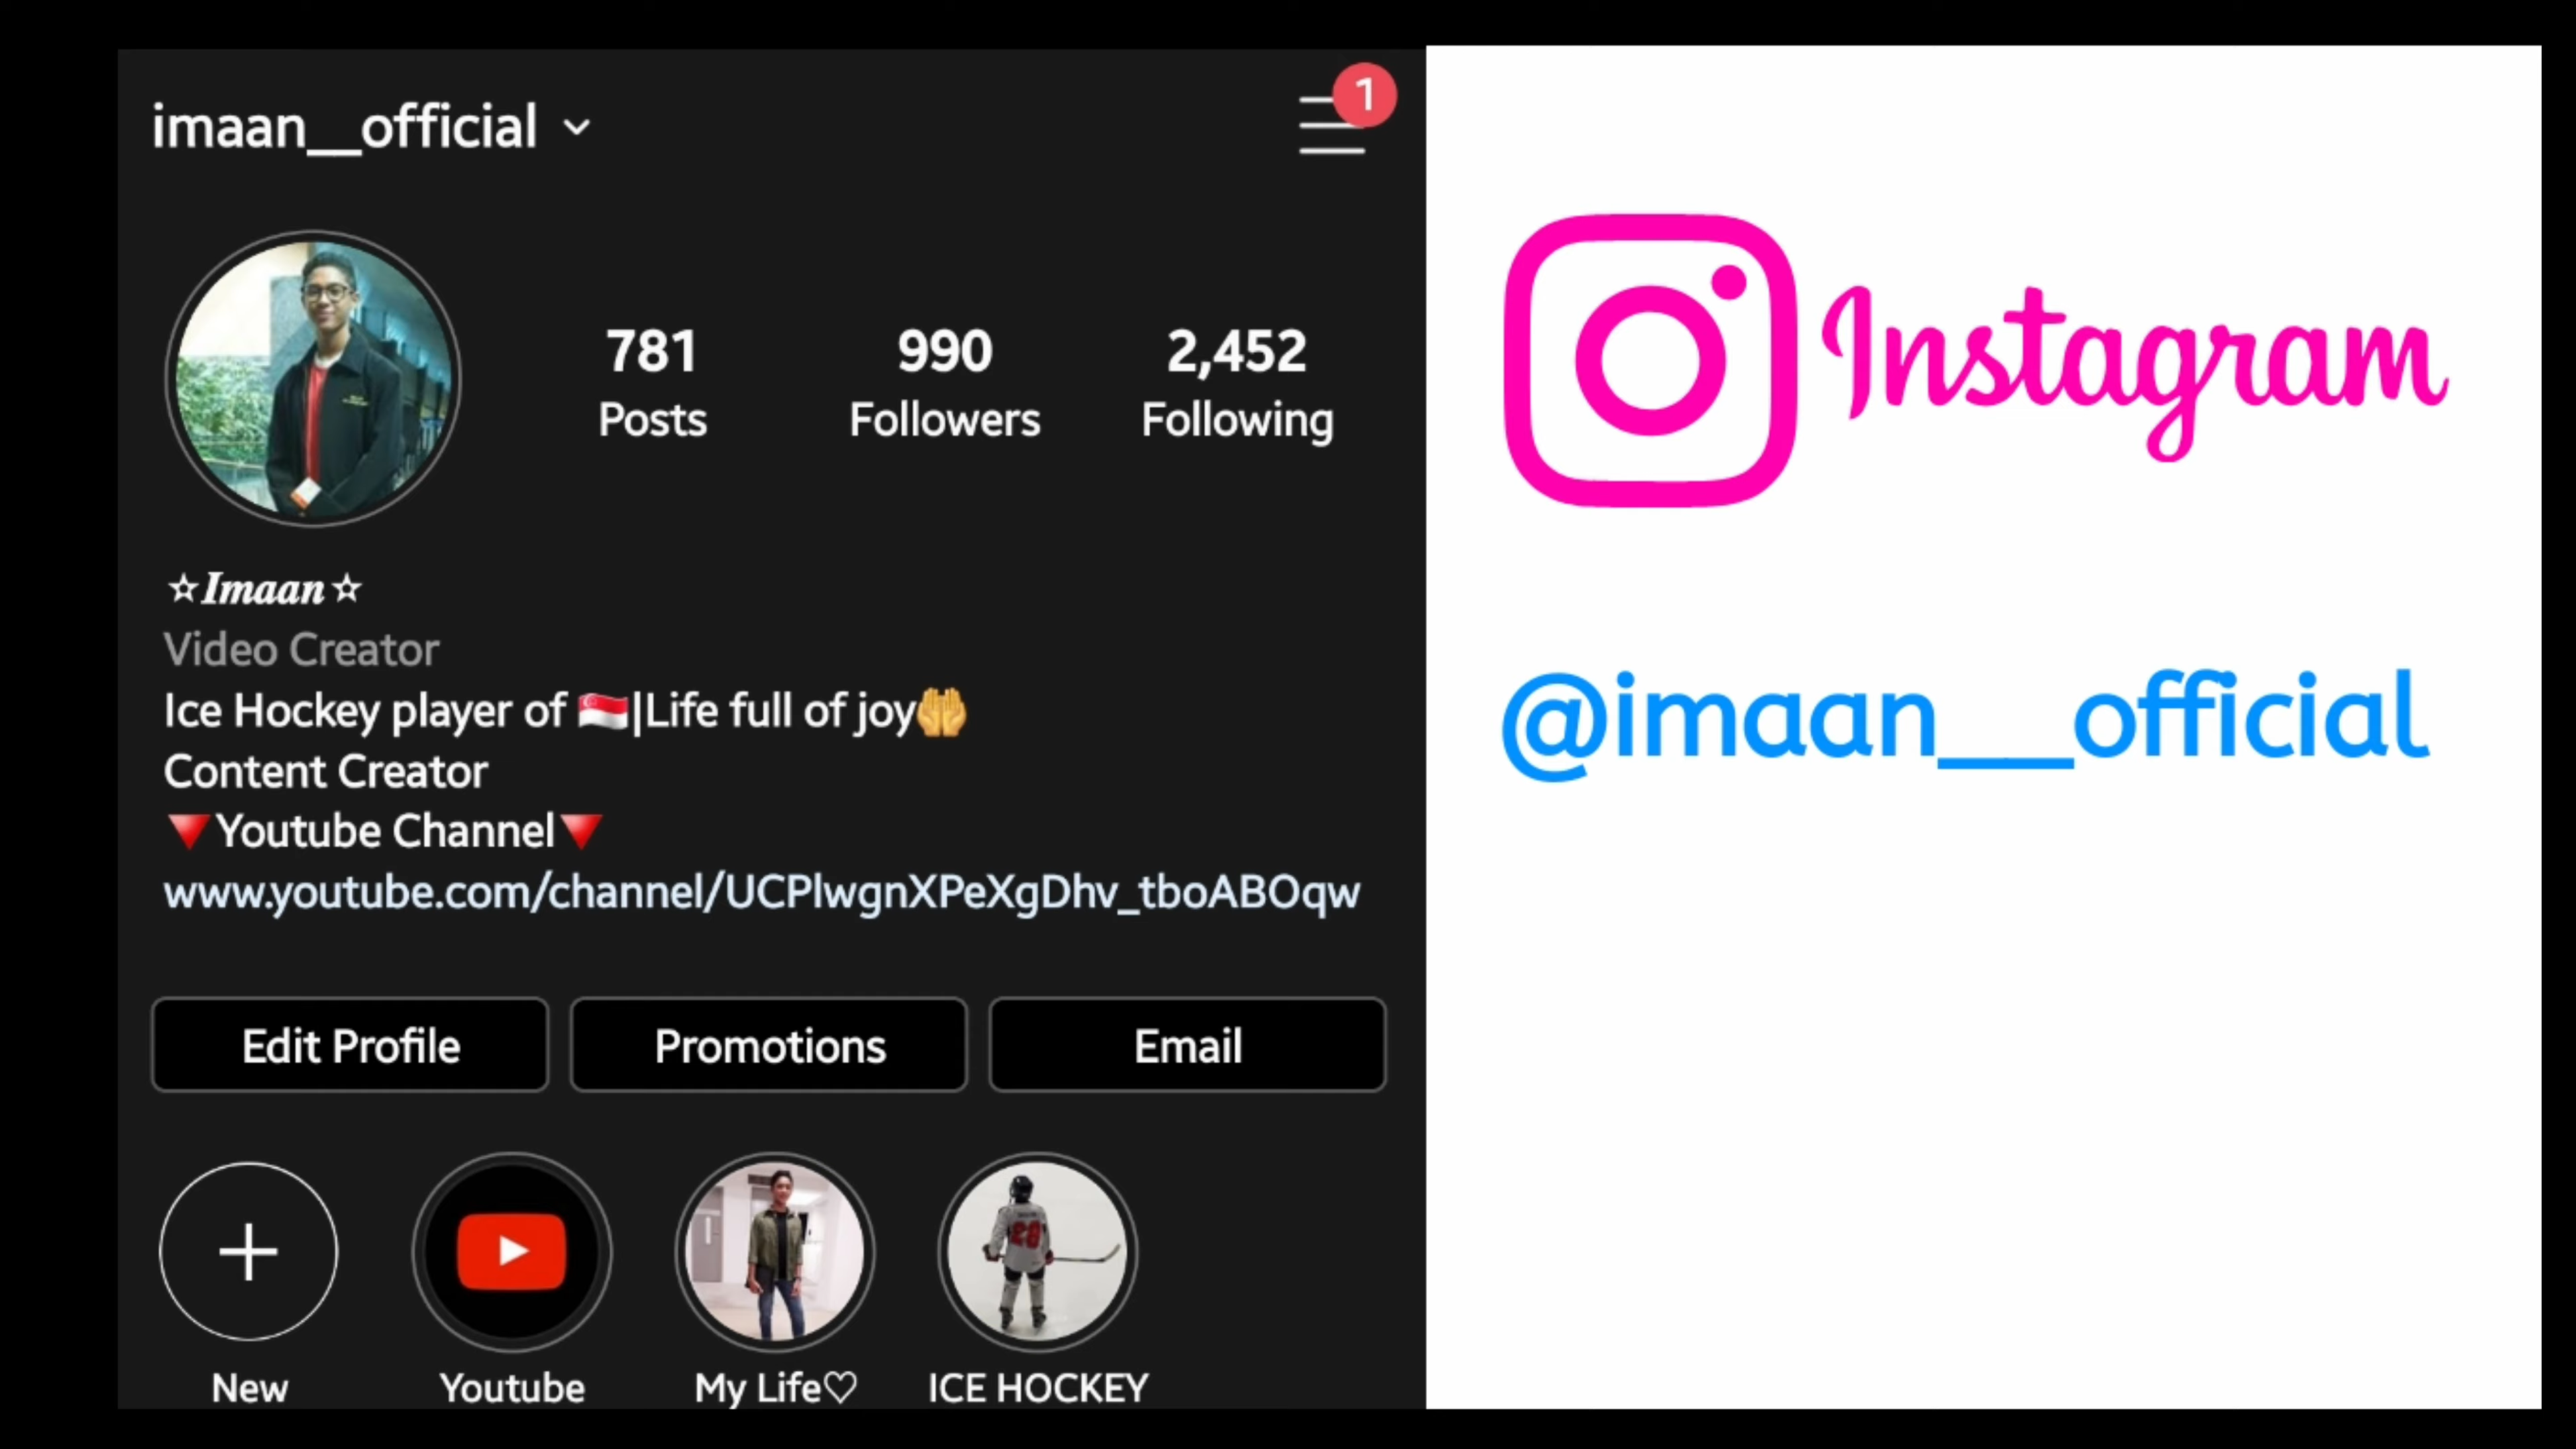 imaan__official
1
781 990 2,452
Posts Followers Following
☆Imaan☆
Video Creator
Ice Hockey player of 🇸🇬|Life full of joy🤲
Content Creator
🔻Youtube Channel🔻
www.youtube.com/channel/UCPlwgnXPeXgDhv_tboABOqw
Edit Profile Promotions Email
28
New Youtube My Life♡ ICE HOCKEY
Instagram
@imaan__official